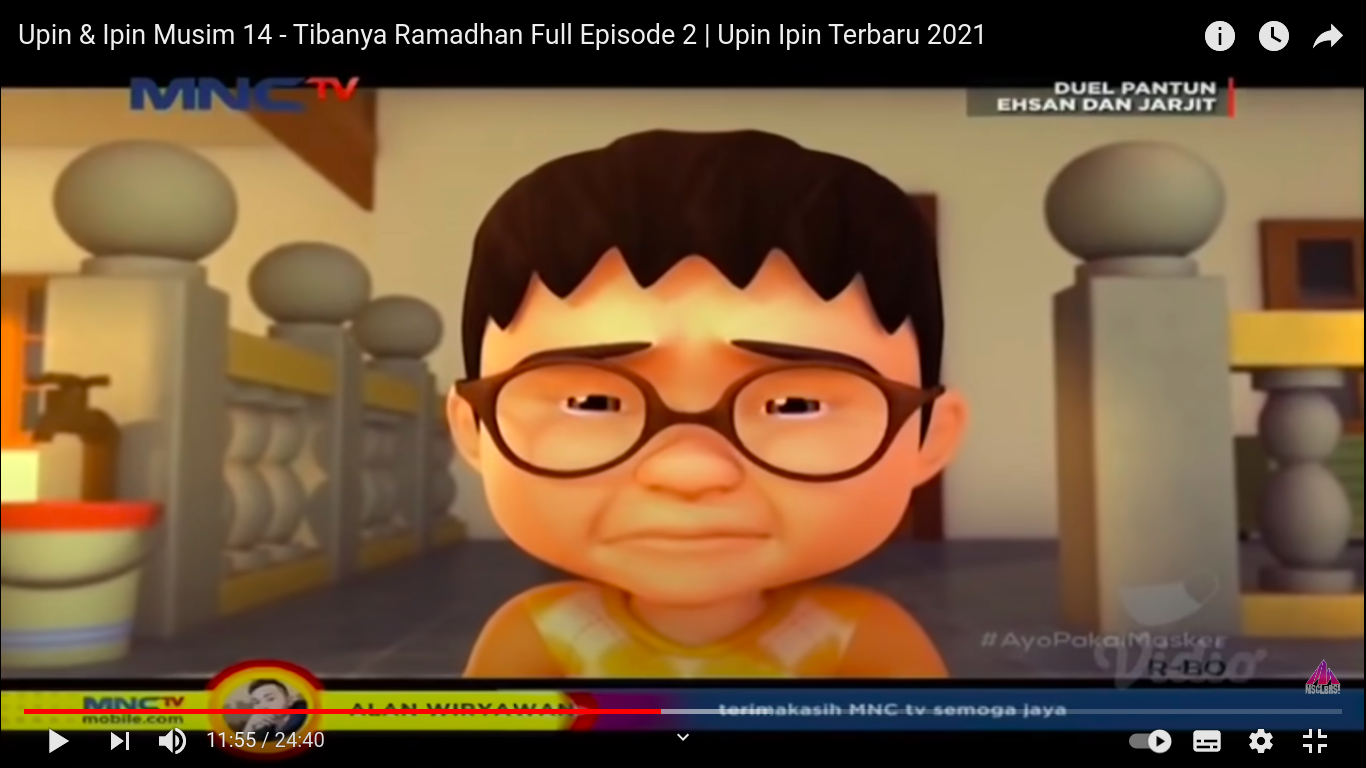 Upin & Ipin Musim 14 - Tibanya Ramadhan Full Episode 2 | Upin Ipin Terbaru 2021
MNCTV
DUEL PANTUN
EHSAN DAN JARJIT
#AyoPakaiMasker
Vidio
R-BO
MSCLBRS!
MNCTV
mobile.com
ALAN WIRYAWAN
terimakasih MNC tv semoga jaya
11:55 / 24:40